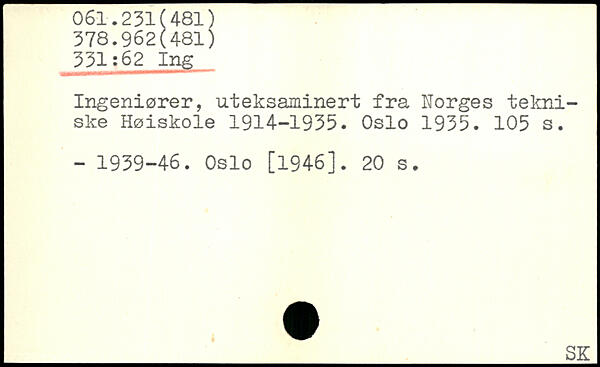 061.231(481)
378.962(481)
331:62 Ing
Ingeniører, uteksaminert fra Norges tekni-
ske Høiskole 1914-1935. Oslo 1935. 105 s.
- 1939-46. Oslo [1946]. 20 s.
SK